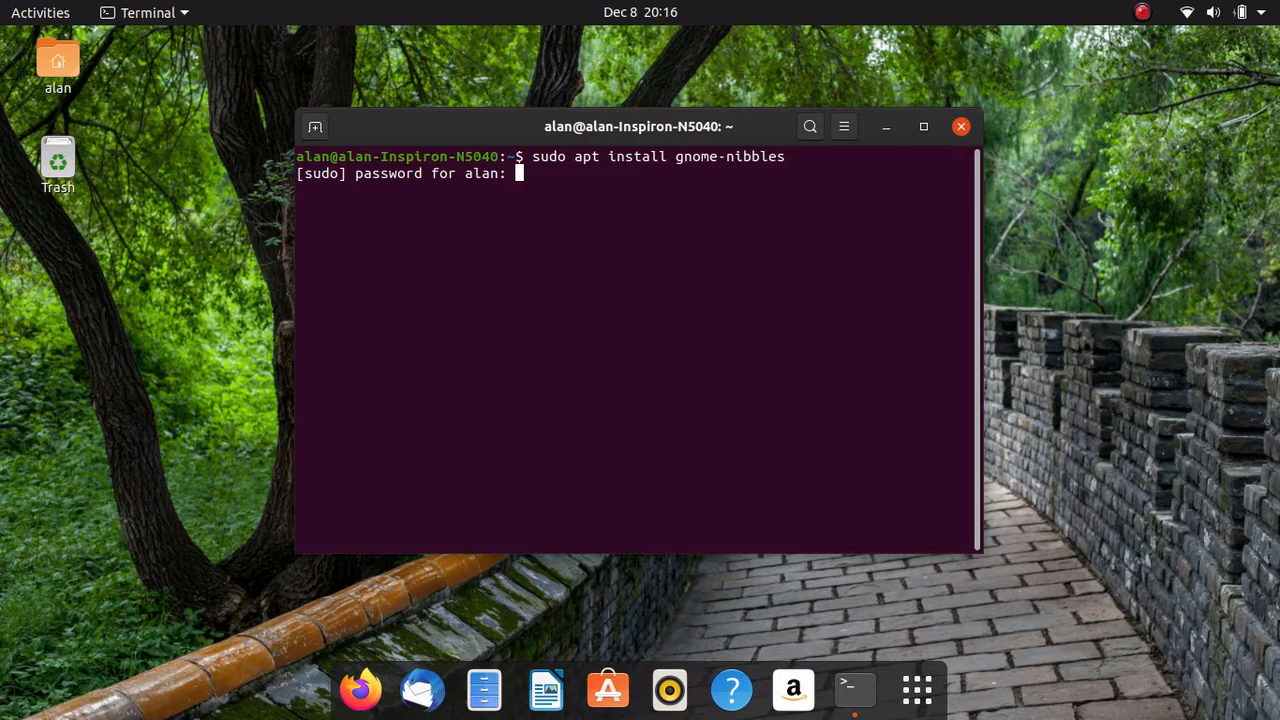 Activities
Terminal
Dec 8 20:16
alan
Trash
alan@alan-Inspiron-N5040: ~
alan@alan-Inspiron-N5040:~$ sudo apt install gnome-nibbles
[sudo] password for alan: